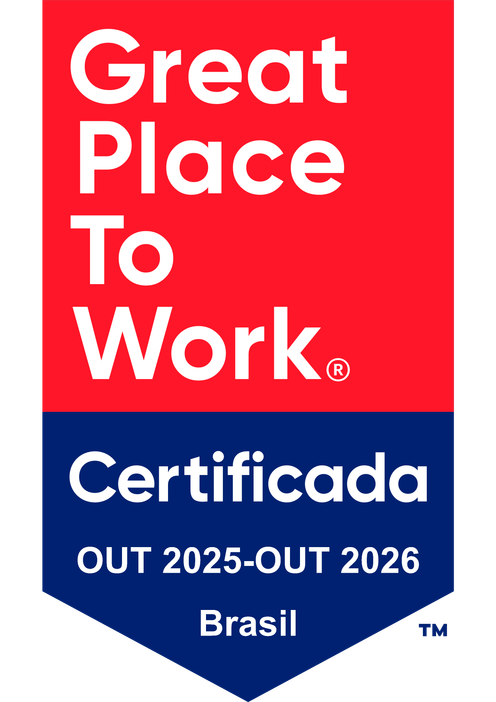 Great
Place
To
Work®
Certificada
OUT 2025-OUT 2026
Brasil
TM